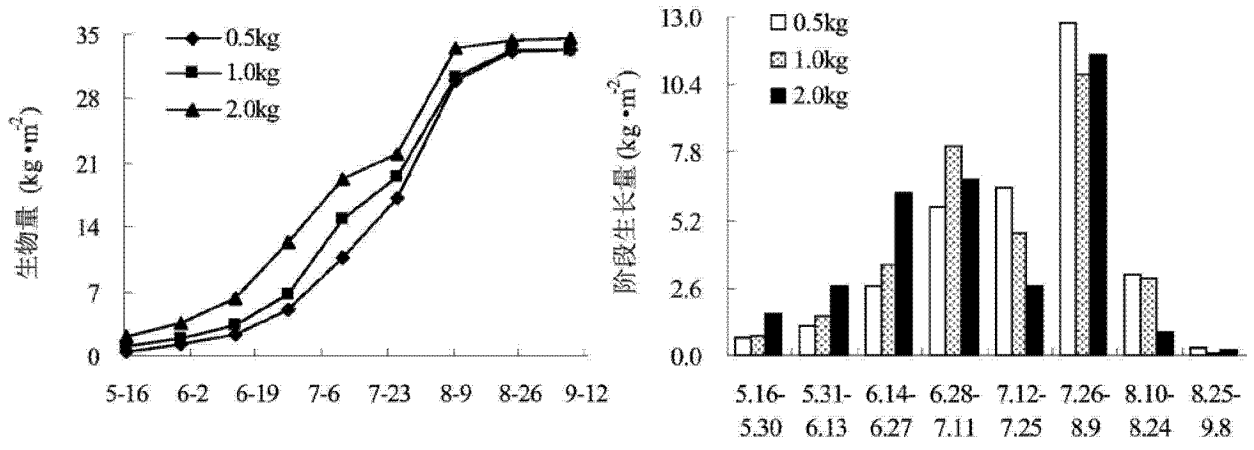 生物量 (kg•m⁻²)
35
28
21
14
7
0
0.5kg
1.0kg
2.0kg
5-16 6-2 6-19 7-6 7-23 8-9 8-26 9-12
阶段生长量 (kg•m⁻²)
13.0
10.4
7.8
5.2
2.6
0.0
0.5kg
1.0kg
2.0kg
5.16- 5.31- 6.14- 6.28- 7.12- 7.26- 8.10- 8.25-
5.30 6.13 6.27 7.11 7.25 8.9 8.24 9.8